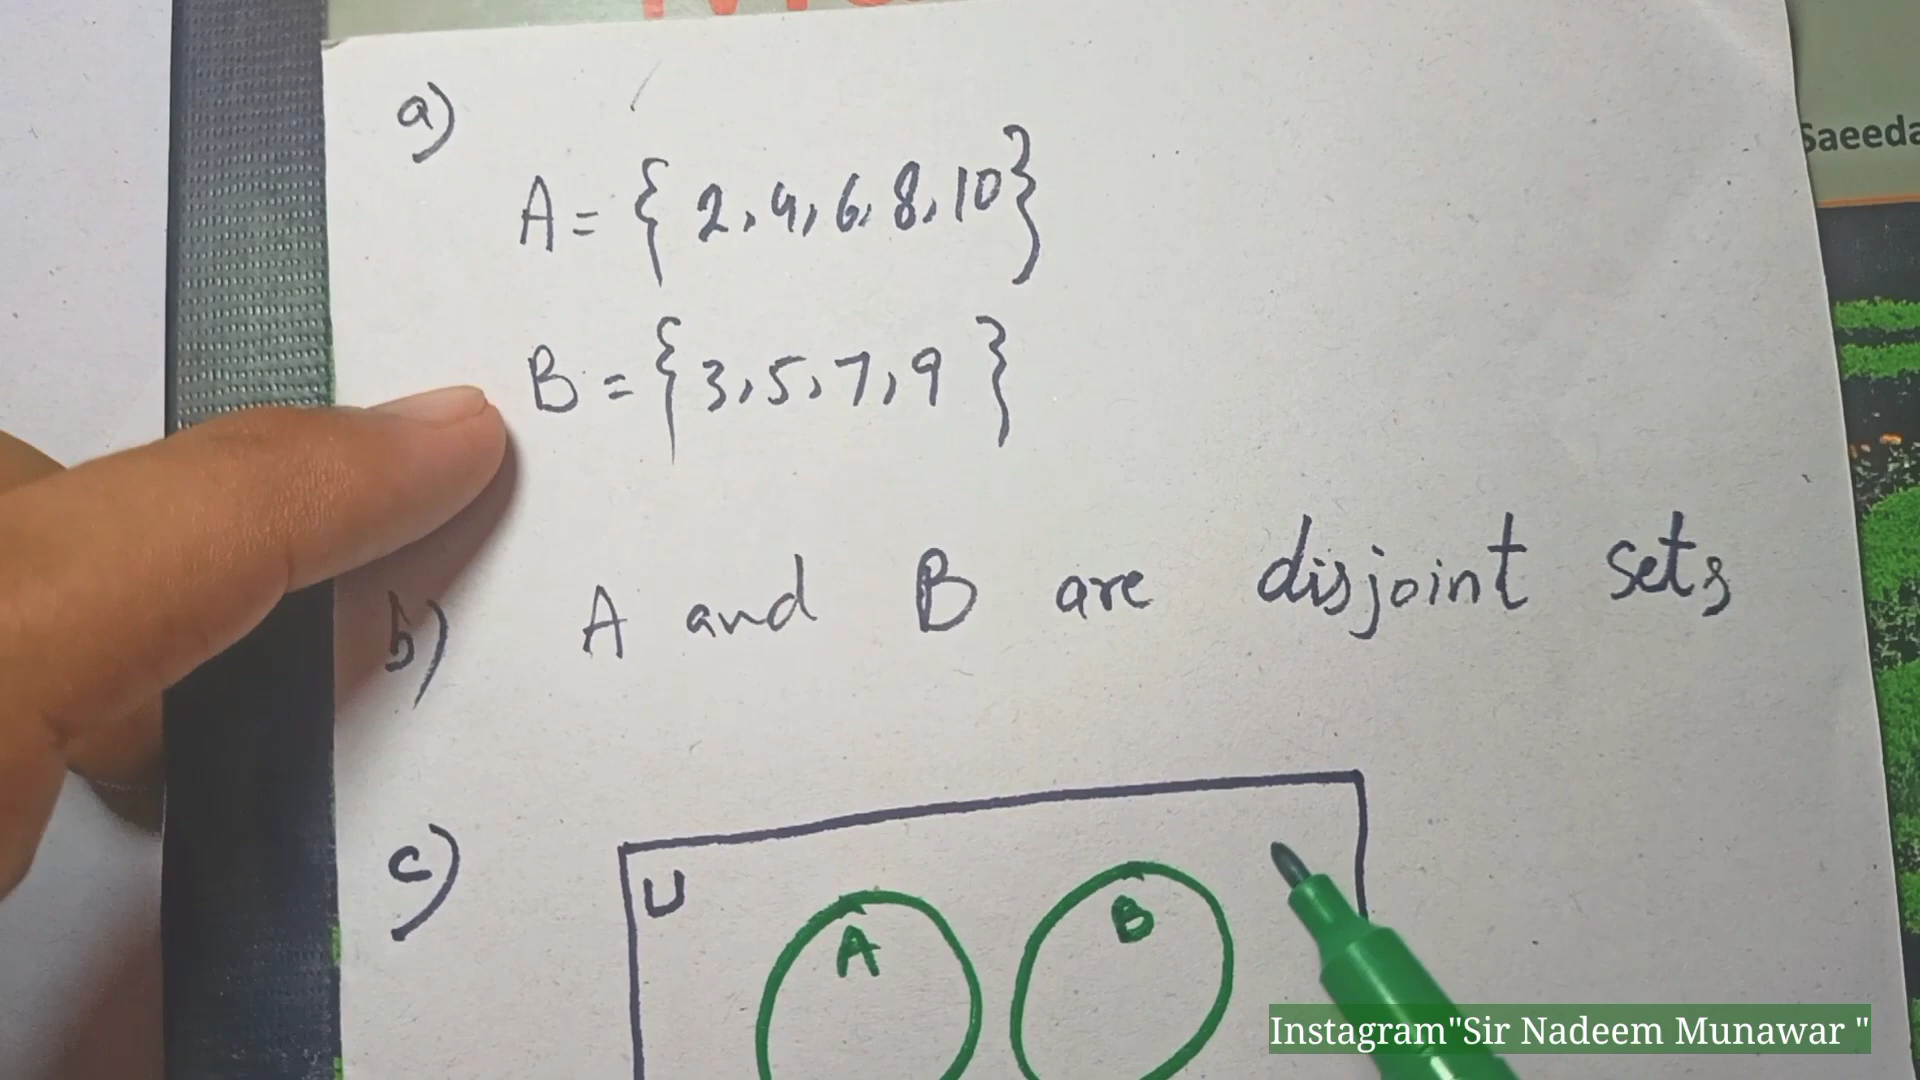 a)
A = { 2, 4, 6, 8, 10}
B = { 3, 5, 7, 9 }
b) A and B are disjoint sets
c)
U
A B
Saeeda
Instagram"Sir Nadeem Munawar "